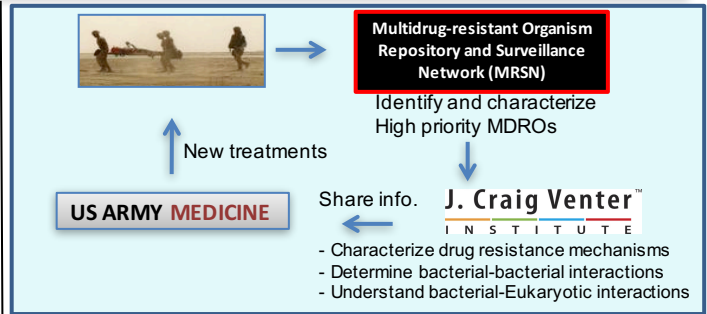 Multidrug-resistant Organism
Repository and Surveillance
Network (MRSN)
Identify and characterize
High priority MDROs
New treatments
Share info.
J. Craig Venter™
INSTITUTE
US ARMY MEDICINE
- Characterize drug resistance mechanisms
- Determine bacterial-bacterial interactions
- Understand bacterial-Eukaryotic interactions